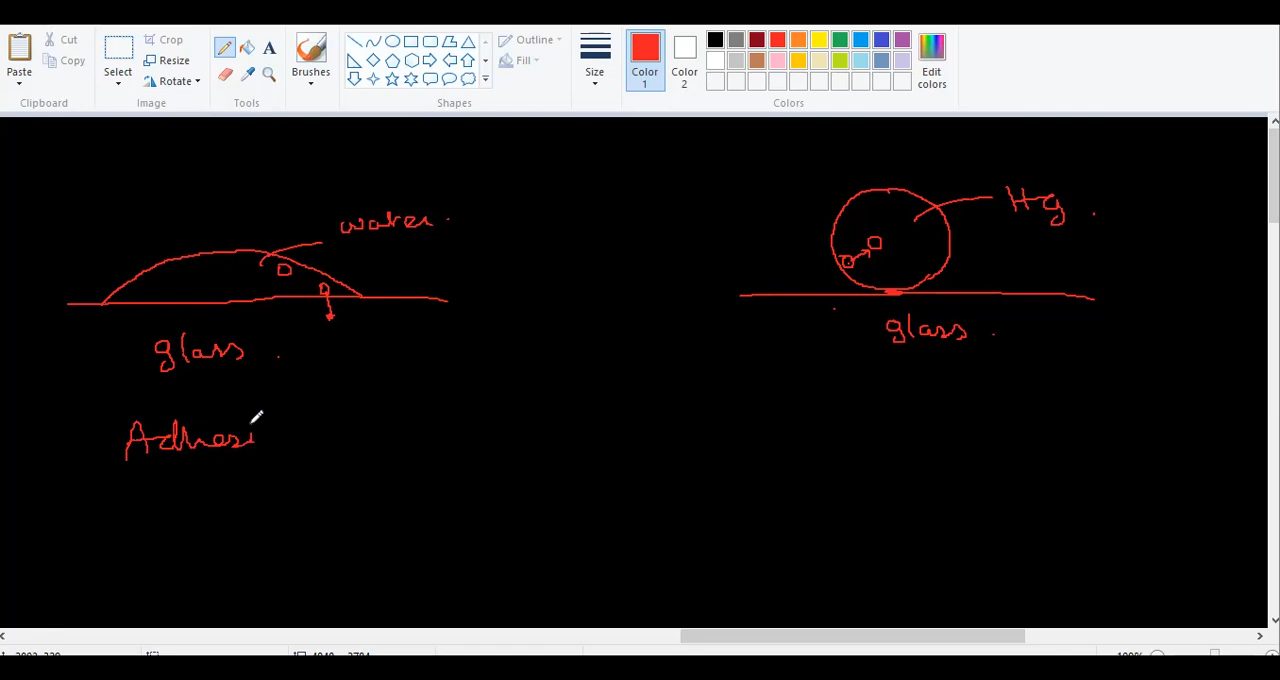 Paste
Cut
Copy
Clipboard
Select
Crop
Resize
Rotate
Image
A
Tools
Brushes
Outline
Fill
Shapes
Size
Color 1
Color 2
Edit colors
Colors
water.
Hg.
glass.
glass.
Adhesi